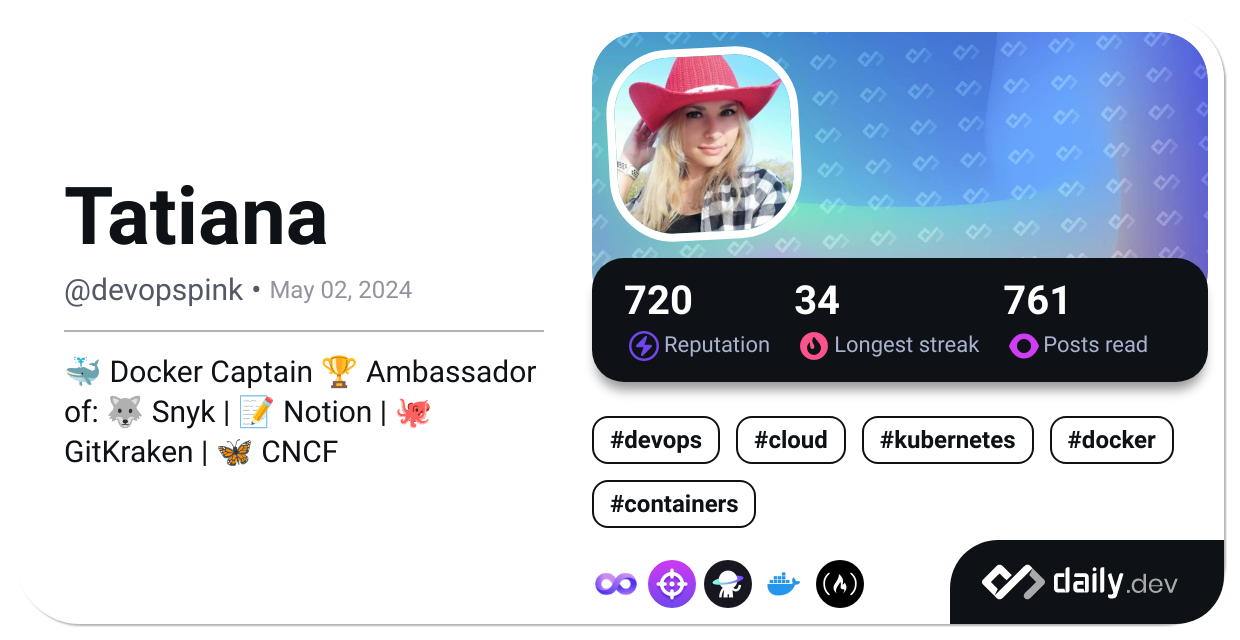 Tatiana
@devopspink • May 02, 2024
🐳 Docker Captain 🏆 Ambassador
of: 🐺 Snyk | 📝 Notion | 🐙
GitKraken | 🦋 CNCF
720 34 761
Reputation Longest streak Posts read
#devops #cloud #kubernetes #docker
#containers
daily.dev